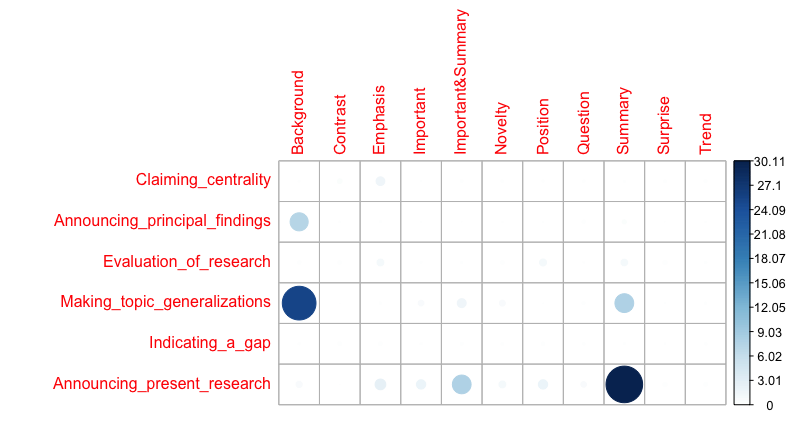 Background
Contrast
Emphasis
Important
Important&Summary
Novelty
Position
Question
Summary
Surprise
Trend
Claiming_centrality
Announcing_principal_findings
Evaluation_of_research
Making_topic_generalizations
Indicating_a_gap
Announcing_present_research
30.11
27.1
24.09
21.08
18.07
15.06
12.05
9.03
6.02
3.01
0